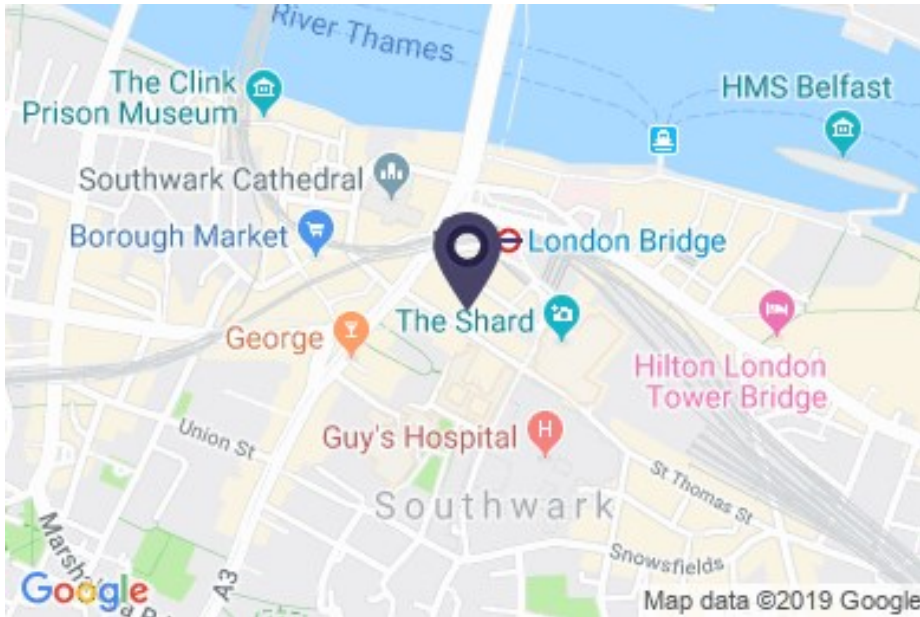 River Thames
The Clink
Prison Museum
HMS Belfast
Southwark Cathedral
Borough Market
London Bridge
The Shard
George
Hilton London
Tower Bridge
Union St
Guy's Hospital
H
St Thomas St
Southwark
Snowsfields
A3
Google
Map data ©2019 Google